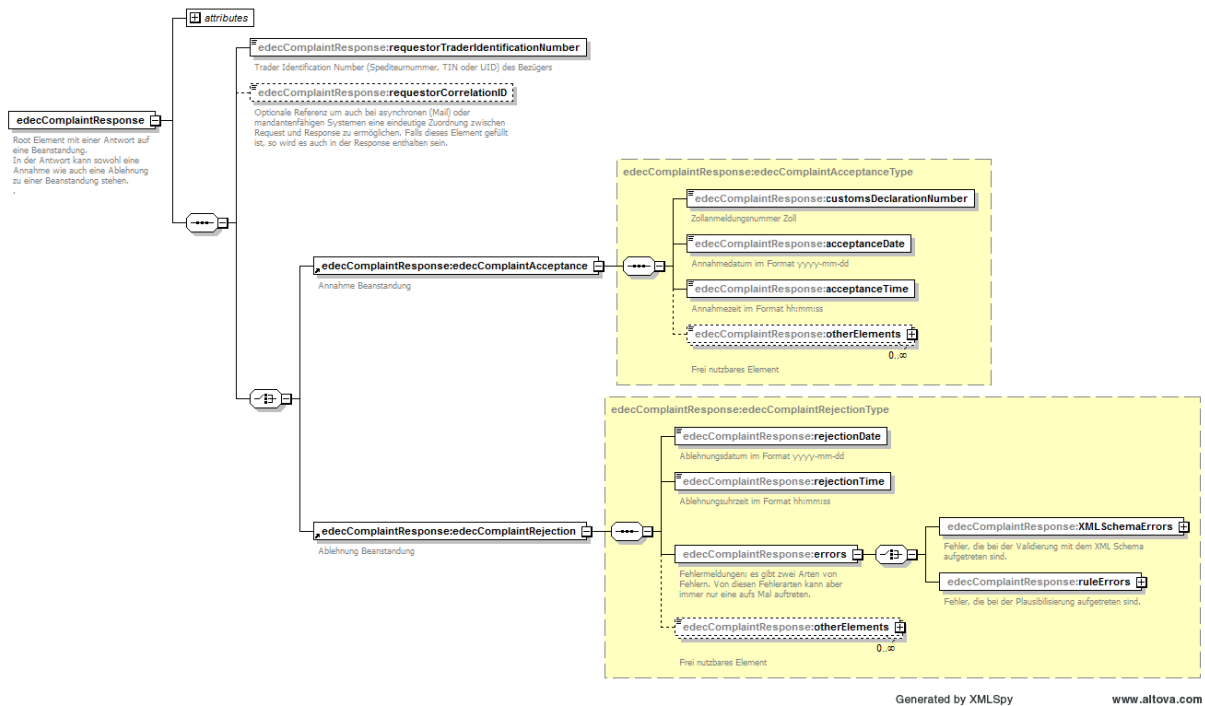 attributes
edecComplaintResponse:requestorTraderIdentificationNumber
Trader Identification Number (Spediteurnummer, TIN oder UID) des Bezügers
edecComplaintResponse:requestorCorrelationID
Optionale Referenz um auch bei asynchronen (Mail) oder
mandantenfähigen Systemen eine eindeutige Zuordnung zwischen
Request und Response zu ermöglichen. Falls dieses Element gefüllt
ist, so wird es auch in der Response enthalten sein.
edecComplaintResponse
Root Element mit einer Antwort auf
eine Beanstandung.
In der Antwort kann sowohl eine
Annahme wie auch eine Ablehnung
zu einer Beanstandung stehen.
.
edecComplaintResponse:edecComplaintAcceptance
Annahme Beanstandung
edecComplaintResponse:edecComplaintAcceptanceType
edecComplaintResponse:customsDeclarationNumber
Zollanmeldungsnummer Zoll
edecComplaintResponse:acceptanceDate
Annahmedatum im Format yyyy-mm-dd
edecComplaintResponse:acceptanceTime
Annahmezeit im Format hh:mm:ss
edecComplaintResponse:otherElements
0..∞
Frei nutzbares Element
edecComplaintResponse:edecComplaintRejection
Ablehnung Beanstandung
edecComplaintResponse:edecComplaintRejectionType
edecComplaintResponse:rejectionDate
Ablehnungsdatum im Format yyyy-mm-dd
edecComplaintResponse:rejectionTime
Ablehnungsuhrzeit im Format hh:mm:ss
edecComplaintResponse:errors
Fehlermeldungen; es gibt zwei Arten von
Fehlern. Von diesen Fehlerarten kann aber
immer nur eine aufs Mal auftreten.
edecComplaintResponse:XMLSchemaErrors
Fehler, die bei der Validierung mit dem XML Schema
aufgetreten sind.
edecComplaintResponse:ruleErrors
Fehler, die bei der Plausibilisierung aufgetreten sind.
edecComplaintResponse:otherElements
0..∞
Frei nutzbares Element
Generated by XMLSpy
www.altova.com